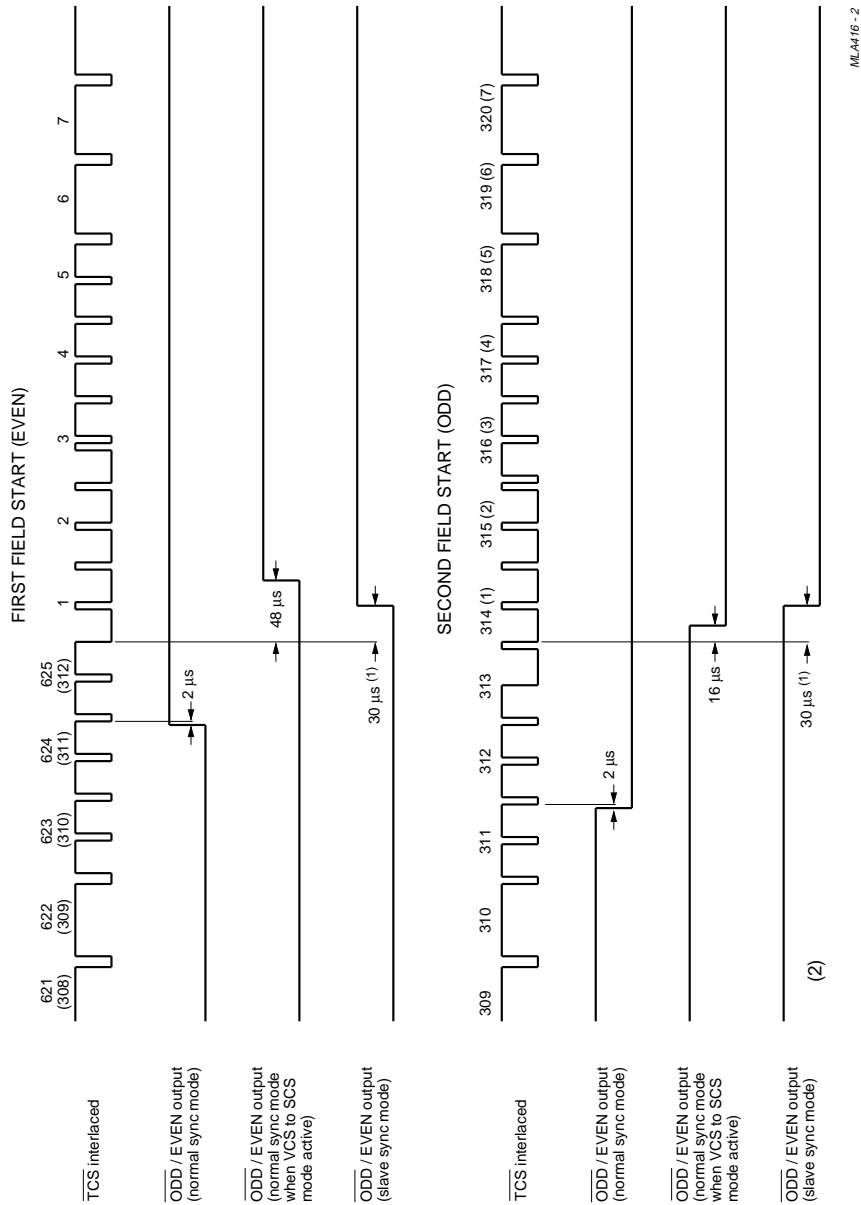 FIRST FIELD START (EVEN)
621
(308)
622
(309)
623
(310)
624
(311)
625
(312)
1
2
3
4
5
6
7
TCS interlaced
ODD / EVEN output
(normal sync mode)
2 µs
ODD / EVEN output
(normal sync mode
when VCS to SCS
mode active)
48 µs
ODD / EVEN output
(slave sync mode)
30 µs (1)
SECOND FIELD START (ODD)
309
310
311
312
313
314 (1)
315 (2)
316 (3)
317 (4)
318 (5)
319 (6)
320 (7)
TCS interlaced
ODD / EVEN output
(normal sync mode)
2 µs
ODD / EVEN output
(normal sync mode
when VCS to SCS
mode active)
16 µs
ODD / EVEN output
(slave sync mode)
30 µs (1)
(2)
MLA416 - 2